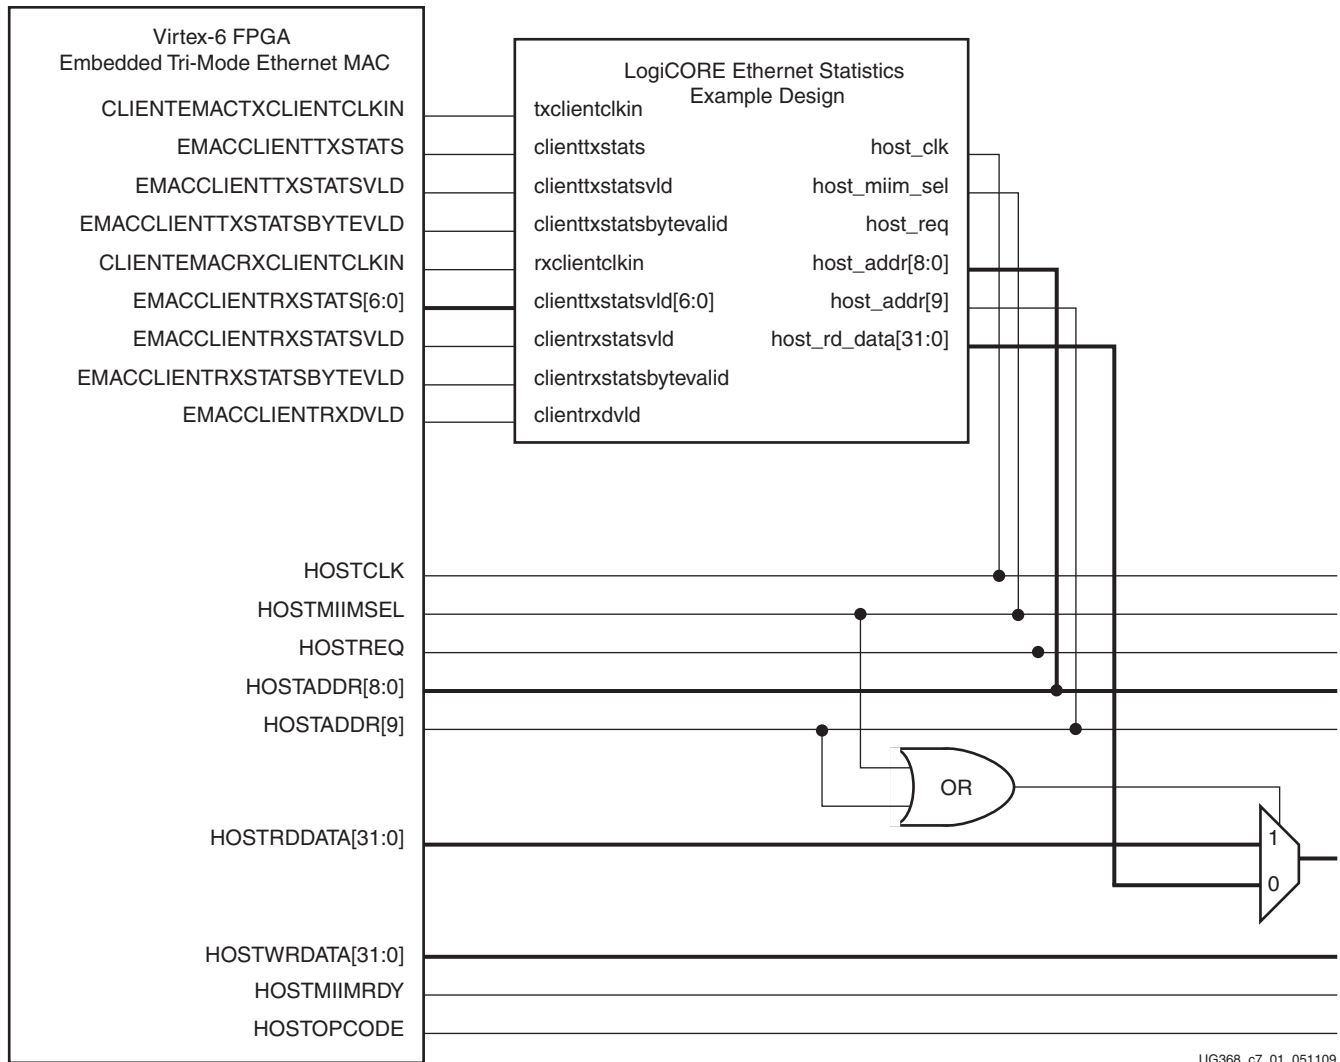 Virtex-6 FPGA
Embedded Tri-Mode Ethernet MAC
CLIENTEMACTXCLIENTCLKIN
EMACCLIENTTXSTATS
EMACCLIENTTXSTATSVLD
EMACCLIENTTXSTATSBYTEVLD
CLIENTEMACRXCLIENTCLKIN
EMACCLIENTRXSTATS[6:0]
EMACCLIENTRXSTATSVLD
EMACCLIENTRXSTATSBYTEVLD
EMACCLIENTRXDVLD
LogiCORE Ethernet Statistics
Example Design
txclientclkin
clienttxstats
clienttxstatsvld
clienttxstatsbytevalid
rxclientclkin
clienttxstatsvld[6:0]
clientrxstatsvld
clientrxstatsbytevalid
clientrxdvld
host_clk
host_miim_sel
host_req
host_addr[8:0]
host_addr[9]
host_rd_data[31:0]
HOSTCLK
HOSTMIIMSEL
HOSTREQ
HOSTADDR[8:0]
HOSTADDR[9]
OR
HOSTRDDATA[31:0]
1
0
HOSTWRDATA[31:0]
HOSTMIIMRDY
HOSTOPCODE
UG368_c7_01_051109